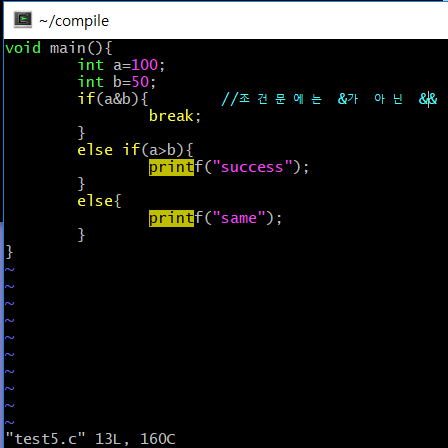 ~/compile
void main(){
int a=100;
int b=50;
if(a&b){ //조건문에는 &가 아닌 &&
break;
}
else if(a>b){
printf("success");
}
else{
printf("same");
}
}
~
~
~
~
~
~
~
~
~
~
"test5.c" 13L, 160C